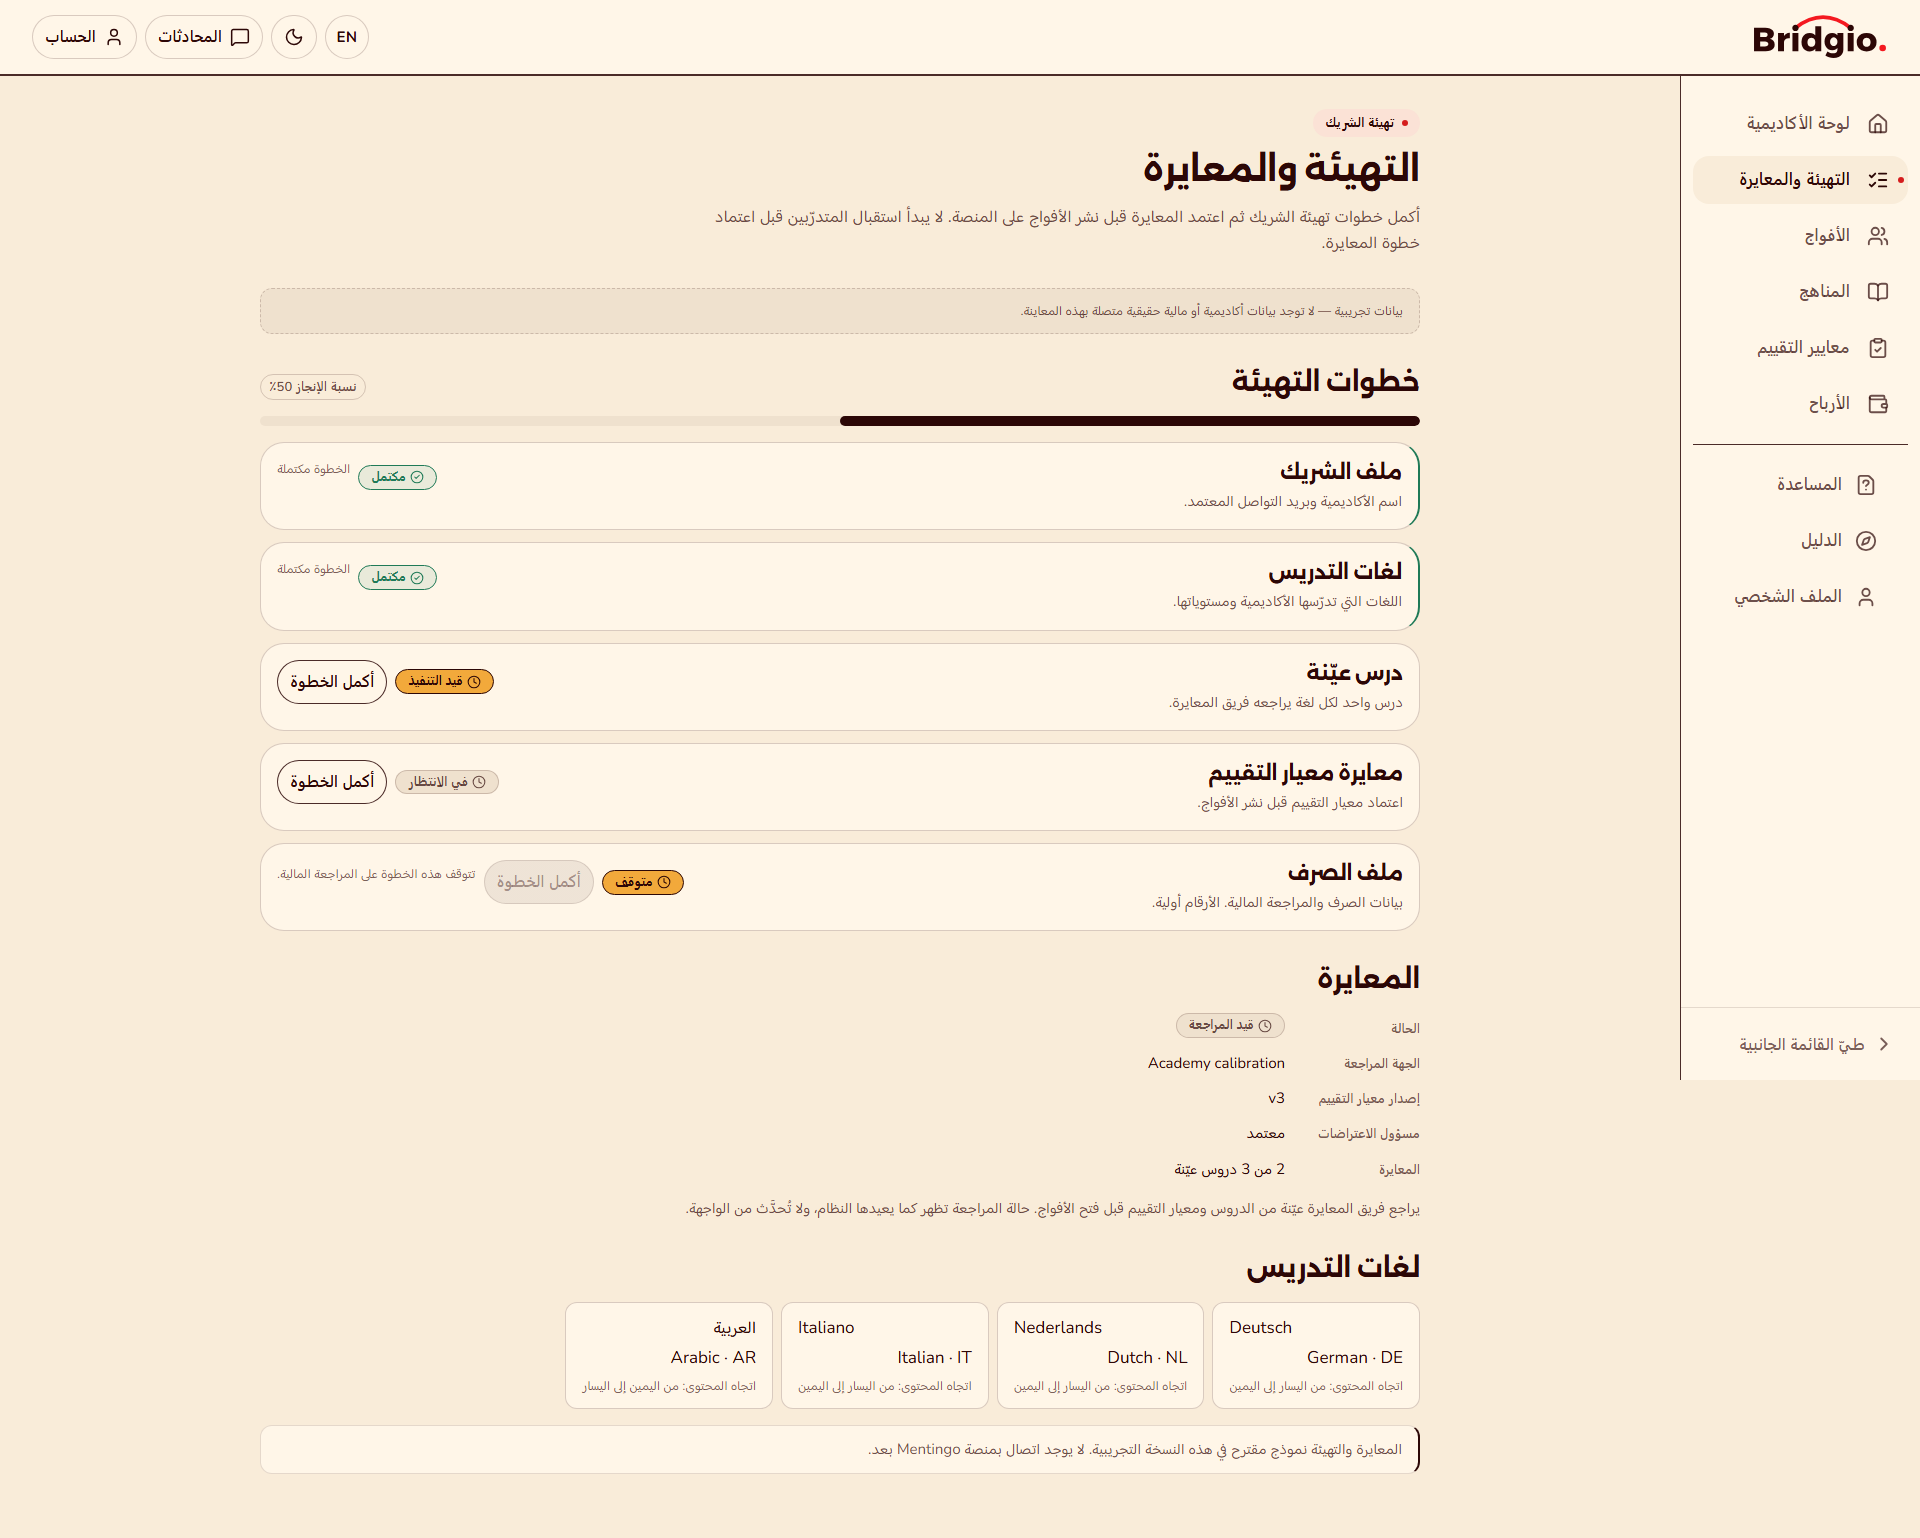 Bridgio.
EN
المحادثات
الحساب
لوحة الأكاديمية
التهيئة والمعايرة
الأفواج
المناهج
معايير التقييم
الأرباح
المساعدة
الدليل
الملف الشخصي
طيّ القائمة الجانبية
تهيئة الشريك
التهيئة والمعايرة
أكمل خطوات تهيئة الشريك ثم اعتمد المعايرة قبل نشر الأفواج على المنصة. لا يبدأ استقبال المتدرّبين قبل اعتماد
خطوة المعايرة.
بيانات تجريبية — لا توجد بيانات أكاديمية أو مالية حقيقية متصلة بهذه المعاينة.
خطوات التهيئة
نسبة الإنجاز 50٪
ملف الشريك
اسم الأكاديمية وبريد التواصل المعتمد.
مكتمل
الخطوة مكتملة
لغات التدريس
اللغات التي تدرّسها الأكاديمية ومستوياتها.
مكتمل
الخطوة مكتملة
درس عيّنة
درس واحد لكل لغة يراجعه فريق المعايرة.
قيد التنفيذ
أكمل الخطوة
معايرة معيار التقييم
اعتماد معيار التقييم قبل نشر الأفواج.
في الانتظار
أكمل الخطوة
ملف الصرف
بيانات الصرف والمراجعة المالية. الأرقام أولية.
متوقف
أكمل الخطوة
تتوقف هذه الخطوة على المراجعة المالية.
المعايرة
الحالة
قيد المراجعة
الجهة المراجعة
Academy calibration
إصدار معيار التقييم
v3
مسؤول الاعتراضات
معتمد
المعايرة
2 من 3 دروس عيّنة
يراجع فريق المعايرة عيّنة من الدروس ومعيار التقييم قبل فتح الأفواج. حالة المراجعة تظهر كما يعيدها النظام، ولا تُحدَّث من الواجهة.
لغات التدريس
Deutsch
German · DE
اتجاه المحتوى: من اليسار إلى اليمين
Nederlands
Dutch · NL
اتجاه المحتوى: من اليسار إلى اليمين
Italiano
Italian · IT
اتجاه المحتوى: من اليسار إلى اليمين
العربية
Arabic · AR
اتجاه المحتوى: من اليمين إلى اليسار
المعايرة والتهيئة نموذج مقترح في هذه النسخة التجريبية. لا يوجد اتصال بمنصة Mentingo بعد.